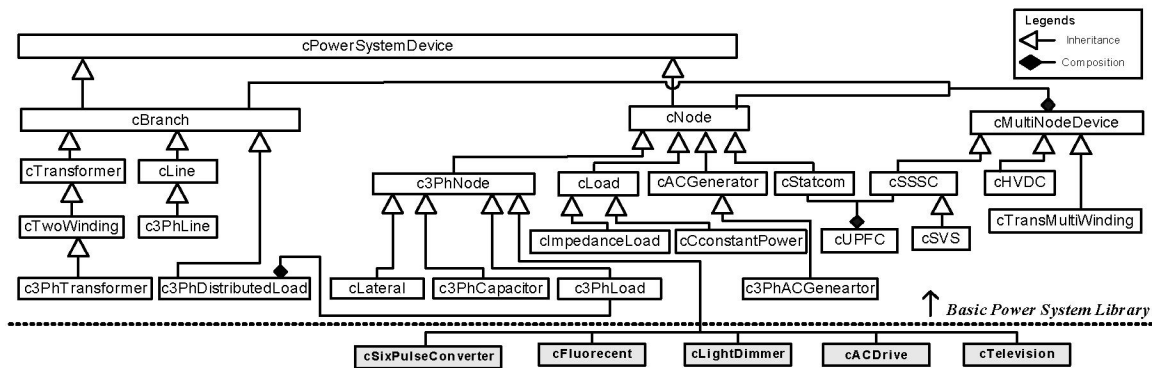 Legends
Inheritance
Composition
cPowerSystemDevice
cBranch
cNode
cMultiNodeDevice
cTransformer
cLine
c3PhNode
cLoad
cACGenerator
cStatcom
cSSSC
cHVDC
cTwoWinding
c3PhLine
cImpedanceLoad
cCconstantPower
cUPFC
cSVS
cTransMultiWinding
c3PhTransformer
c3PhDistributedLoad
cLateral
c3PhCapacitor
c3PhLoad
c3PhACGeneartor
Basic Power System Library
cSixPulseConverter
cFluorecent
cLightDimmer
cACDrive
cTelevision